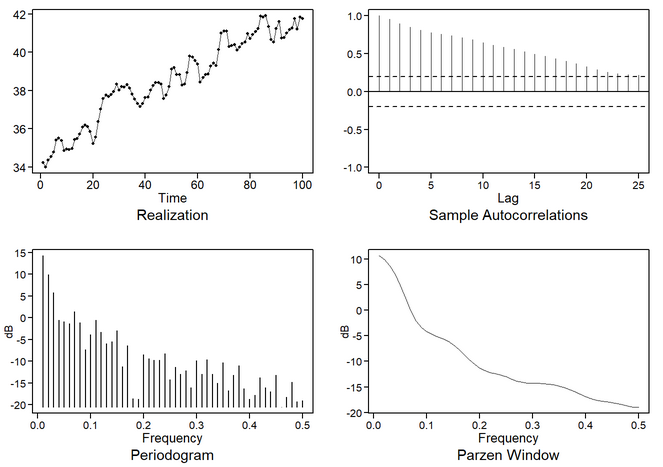 42
40
38
36
34
0 20 40 60 80 100
Time
Realization
1.0
0.5
0.0
-0.5
-1.0
0 5 10 15 20 25
Lag
Sample Autocorrelations
15
10
5
0
-5
-10
-15
-20
dB
0.0 0.1 0.2 0.3 0.4 0.5
Frequency
Periodogram
10
5
0
-5
-10
-15
-20
dB
0.0 0.1 0.2 0.3 0.4 0.5
Frequency
Parzen Window